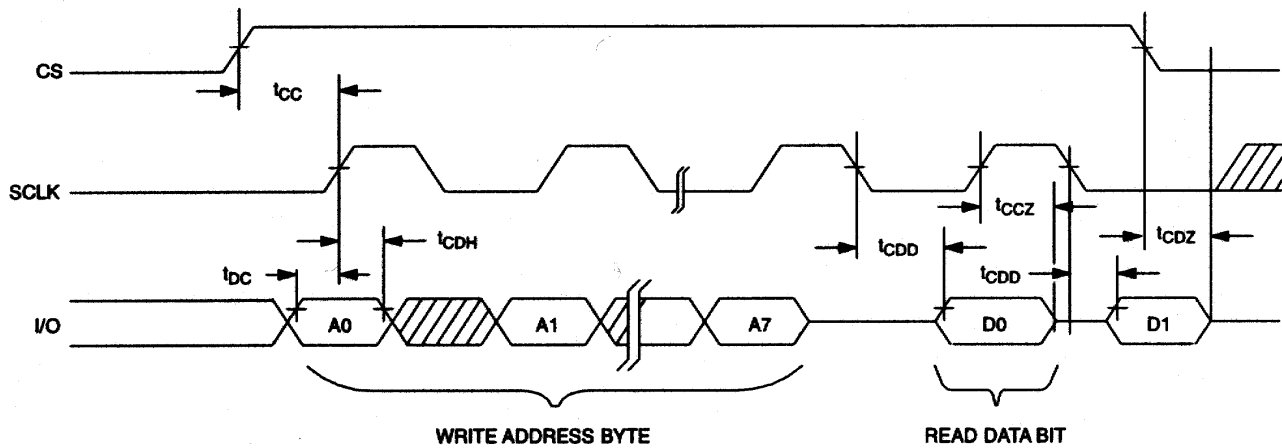 CS
tCC
SCLK
tCCZ
tCDZ
tCDH
tCDD
tDC
tCDD
I/O
A0
A1
A7
D0
D1
WRITE ADDRESS BYTE
READ DATA BIT